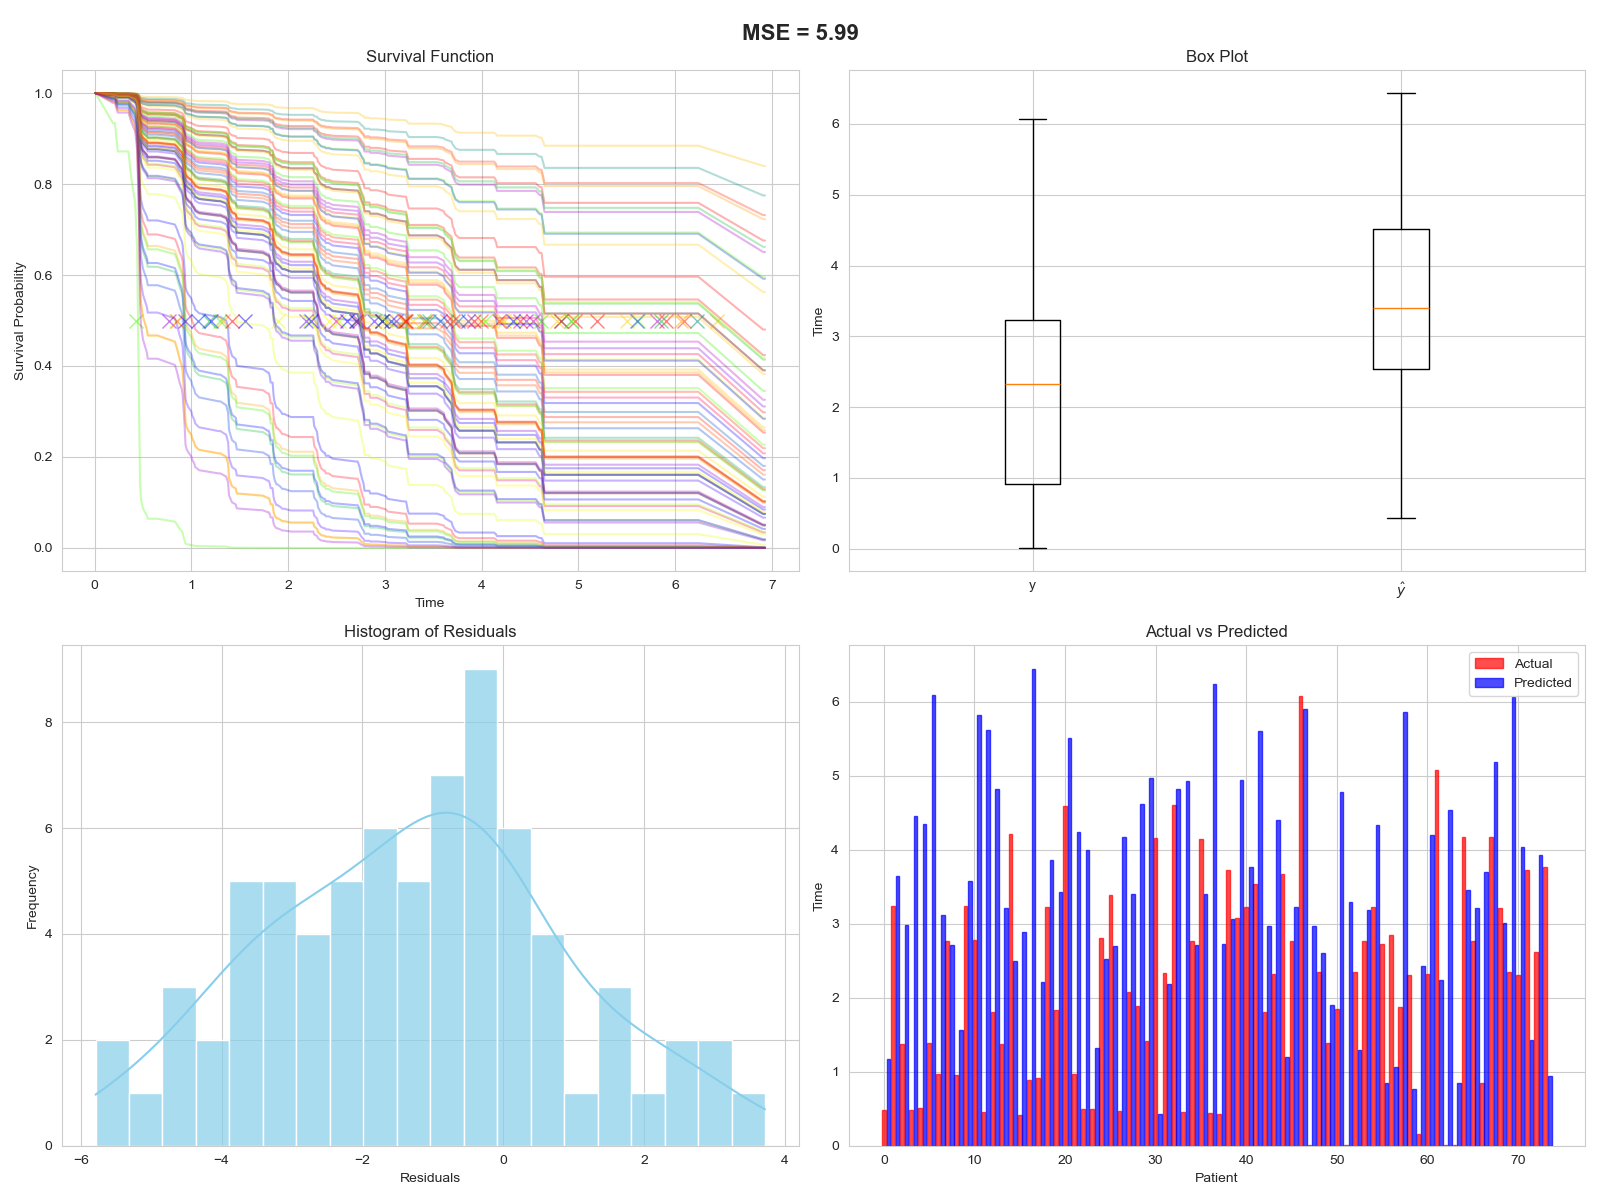 MSE = 5.99
Survival Function
Survival Probability
1.0
0.8
0.6
0.4
0.2
0.0
0 1 2 3 4 5 6 7
Time
Box Plot
Time
6
5
4
3
2
1
0
y ŷ
Histogram of Residuals
Frequency
8
6
4
2
0
−6 −4 −2 0 2 4
Residuals
Actual vs Predicted
Actual
Predicted
Time
6
5
4
3
2
1
0
0 10 20 30 40 50 60 70
Patient